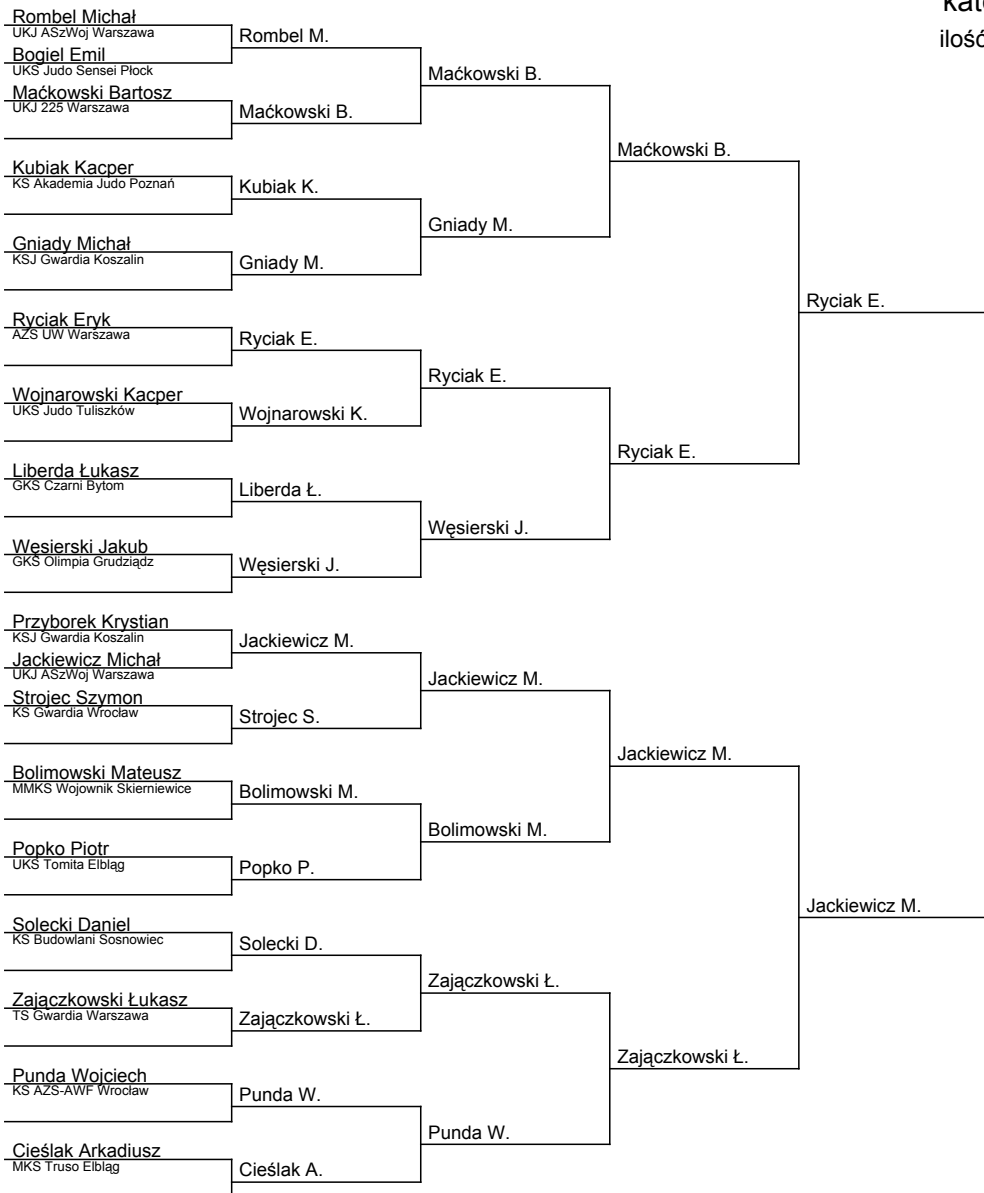 kat
ilość
Rombel Michał
UKJ ASzWoj Warszawa
Bogiel Emil
UKS Judo Sensei Płock
Maćkowski Bartosz
UKJ 225 Warszawa
Kubiak Kacper
KS Akademia Judo Poznań
Gniady Michał
KSJ Gwardia Koszalin
Ryciak Eryk
AZS UW Warszawa
Wojnarowski Kacper
UKS Judo Tuliszków
Liberda Łukasz
GKS Czarni Bytom
Węsierski Jakub
GKS Olimpia Grudziądz
Przyborek Krystian
KSJ Gwardia Koszalin
Jackiewicz Michał
UKJ ASzWoj Warszawa
Strojec Szymon
KS Gwardia Wrocław
Bolimowski Mateusz
MMKS Wojownik Skierniewice
Popko Piotr
UKS Tomita Elbląg
Solecki Daniel
KS Budowlani Sosnowiec
Zajączkowski Łukasz
TS Gwardia Warszawa
Punda Wojciech
KS AZS-AWF Wrocław
Cieślak Arkadiusz
MKS Truso Elbląg
Rombel M.
Maćkowski B.
Kubiak K.
Gniady M.
Ryciak E.
Wojnarowski K.
Liberda Ł.
Węsierski J.
Jackiewicz M.
Strojec S.
Bolimowski M.
Popko P.
Solecki D.
Zajączkowski Ł.
Punda W.
Cieślak A.
Maćkowski B.
Gniady M.
Ryciak E.
Węsierski J.
Jackiewicz M.
Bolimowski M.
Zajączkowski Ł.
Punda W.
Maćkowski B.
Ryciak E.
Jackiewicz M.
Zajączkowski Ł.
Ryciak E.
Jackiewicz M.